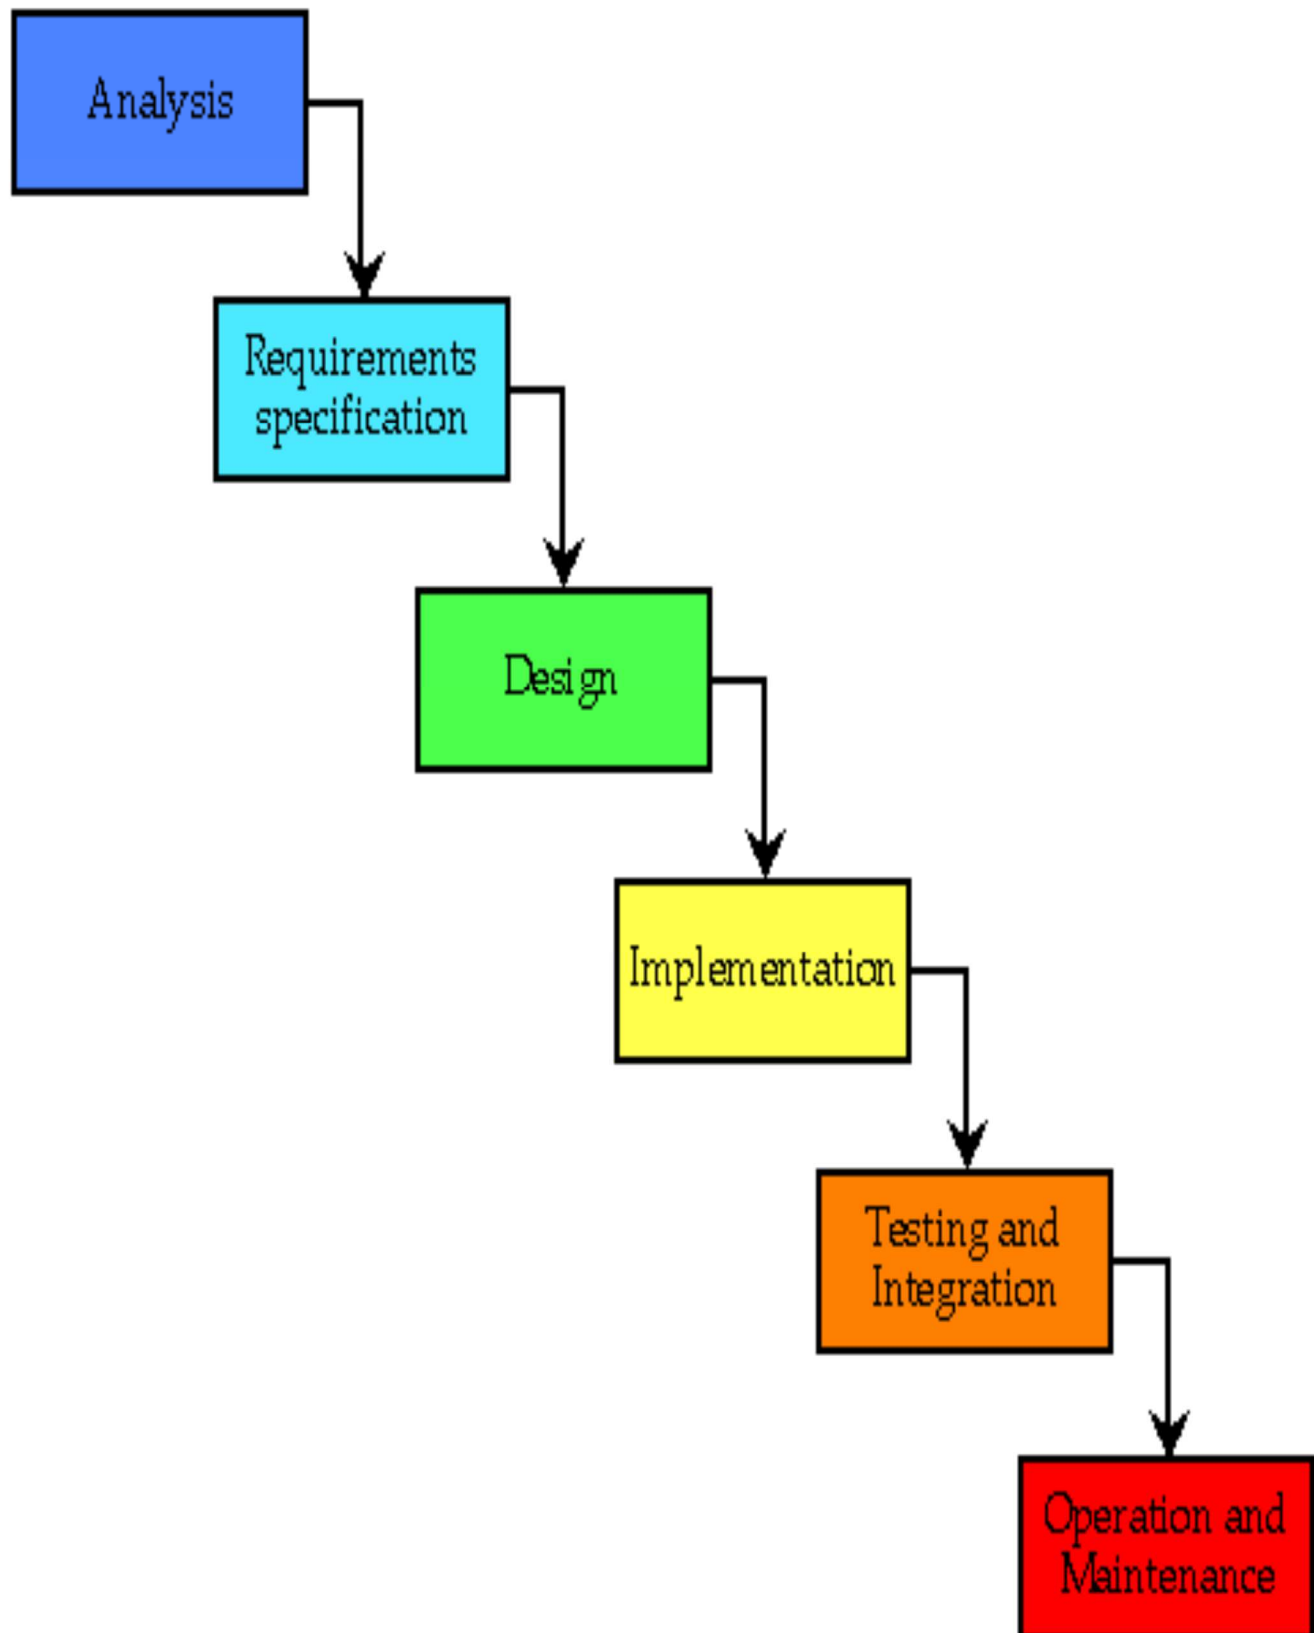 Analysis
Requirements
specification
Design
Implementation
Testing and
Integration
Operation and
Maintenance